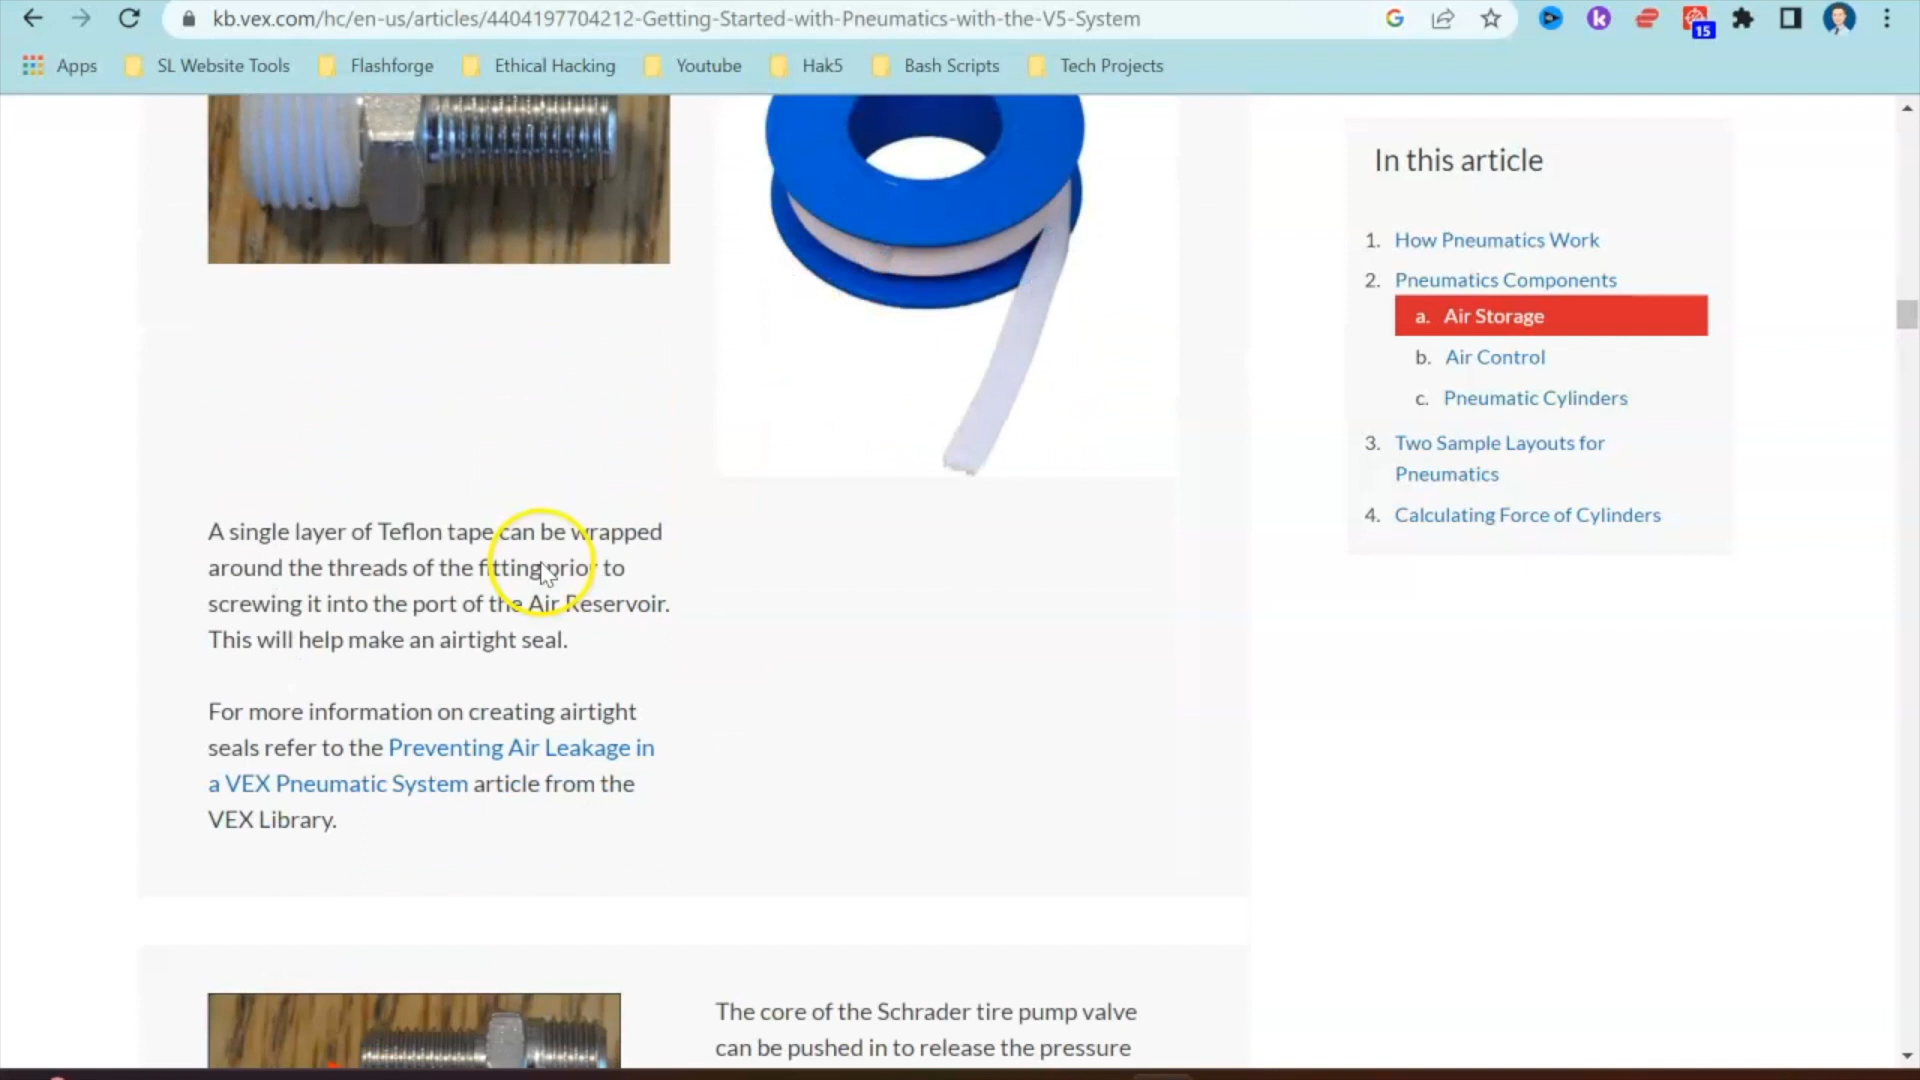 kb.vex.com/hc/en-us/articles/4404197704212-Getting-Started-with-Pneumatics-with-the-V5-System
15
Apps
SL Website Tools
Flashforge
Ethical Hacking
Youtube
Hak5
Bash Scripts
Tech Projects
In this article
1. How Pneumatics Work
2. Pneumatics Components
a. Air Storage
b. Air Control
c. Pneumatic Cylinders
3. Two Sample Layouts for
Pneumatics
4. Calculating Force of Cylinders
A single layer of Teflon tape can be wrapped
around the threads of the fitting prior to
screwing it into the port of the Air Reservoir.
This will help make an airtight seal.
For more information on creating airtight
seals refer to the Preventing Air Leakage in
a VEX Pneumatic System article from the
VEX Library.
The core of the Schrader tire pump valve
can be pushed in to release the pressure